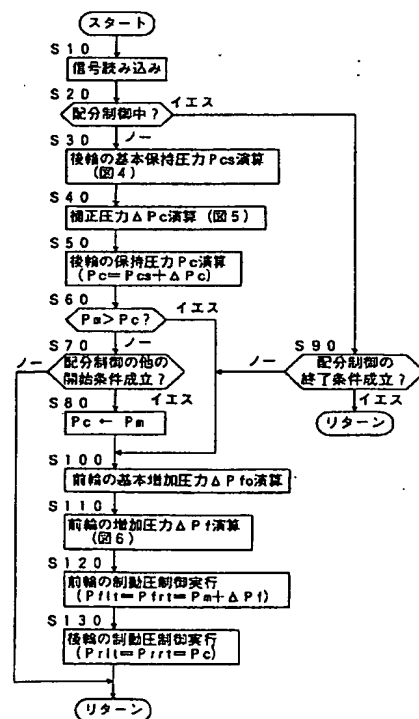 スタート
S10
信号読み込み
S20
イエス
配分制御中?
ノー
S30
後輪の基本保持圧力Pcs演算
(図4)
S40
補正圧力ΔPc演算 (図5)
S50
後輪の保持圧力Pc演算
(Pc=Pcs+ΔPc)
S60
イエス
Pm>Pc?
S70
ノー
S90
ノー
配分制御の他の
開始条件成立?
ノー
配分制御の
終了条件成立?
イエス
イエス
S80
Pc ← Pm
リターン
S100
前輪の基本増加圧力ΔPfo演算
S110
前輪の増加圧力ΔPf演算
(図6)
S120
前輪の制動圧制御実行
(Pflt=Pfrt=Pm+ΔPf)
S130
後輪の制動圧制御実行
(Prlt=Prrt=Pc)
リターン